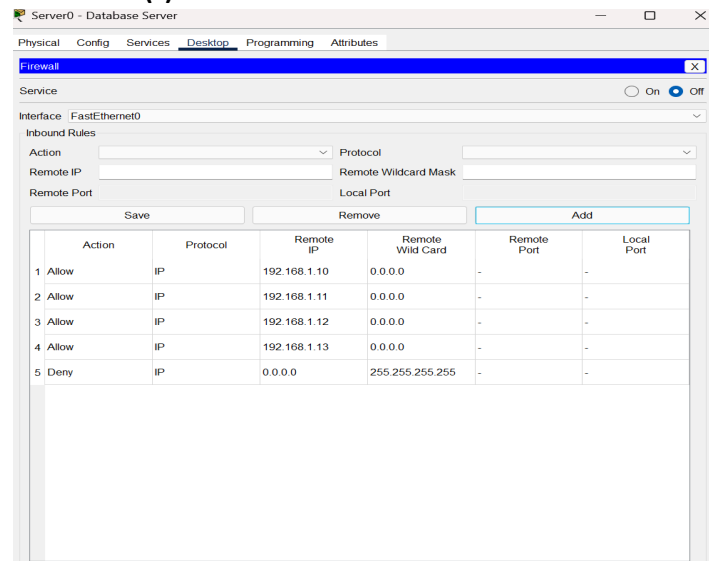 Server0 - Database Server
Physical Config Services Desktop Programming Attributes
Firewall X
Service On Off
Interface FastEthernet0
Inbound Rules
Action Protocol
Remote IP Remote Wildcard Mask
Remote Port Local Port
Save Remove Add
Action Protocol Remote IP Remote Wild Card Remote Port Local Port
1 Allow IP 192.168.1.10 0.0.0.0 - -
2 Allow IP 192.168.1.11 0.0.0.0 - -
3 Allow IP 192.168.1.12 0.0.0.0 - -
4 Allow IP 192.168.1.13 0.0.0.0 - -
5 Deny IP 0.0.0.0 255.255.255.255 - -